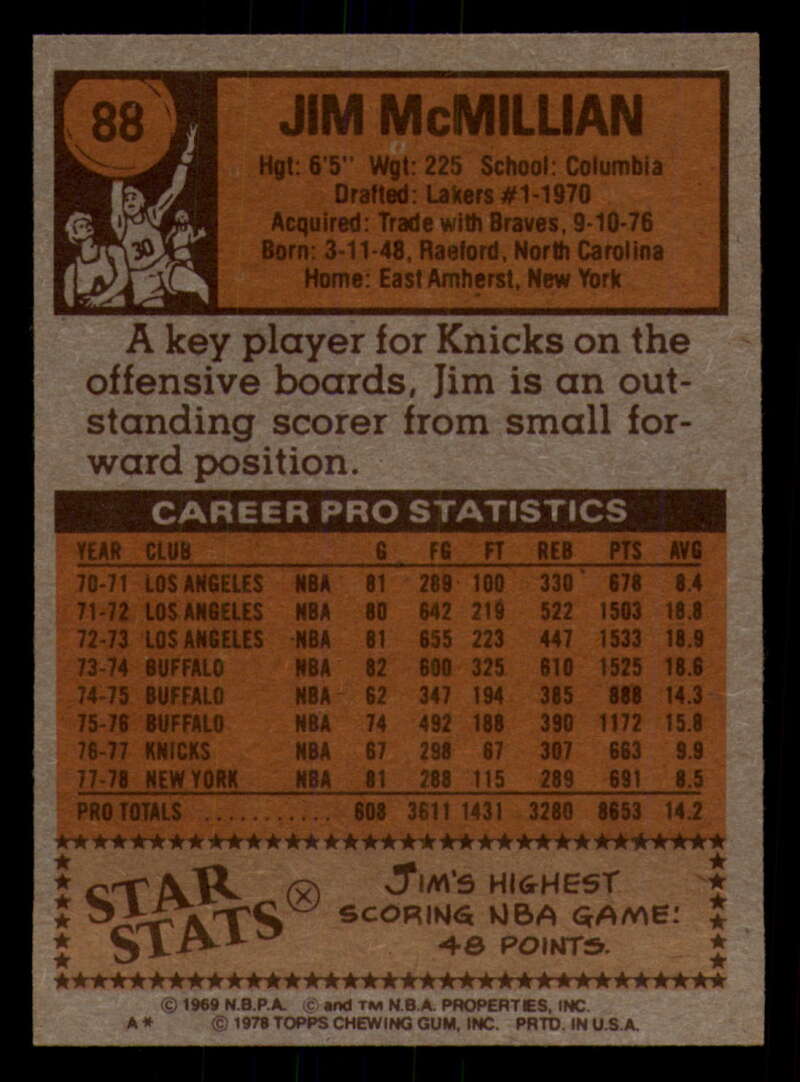 88
JIM McMILLIAN
Hgt: 6'5" Wgt: 225 School: Columbia
Drafted: Lakers #1-1970
Acquired: Trade with Braves, 9-10-76
Born: 3-11-48, Raeford, North Carolina
Home: East Amherst, New York
30
A key player for Knicks on the
offensive boards, Jim is an out-
standing scorer from small for-
ward position.
CAREER PRO STATISTICS
YEAR CLUB G FG FT REB PTS AVG
70-71 LOS ANGELES NBA 81 289 100 330 678 8.4
71-72 LOS ANGELES NBA 80 642 219 522 1503 18.8
72-73 LOS ANGELES NBA 81 655 223 447 1533 18.9
73-74 BUFFALO NBA 82 600 325 610 1525 18.6
74-75 BUFFALO NBA 62 347 194 385 888 14.3
75-76 BUFFALO NBA 74 492 188 390 1172 15.8
76-77 KNICKS NBA 67 298 67 307 663 9.9
77-78 NEW YORK NBA 81 288 115 289 691 8.5
PRO TOTALS ........... 608 3611 1431 3280 8653 14.2
STAR
STATS
JIM'S HIGHEST
SCORING NBA GAME:
48 POINTS.
© 1969 N.B.P.A. © and TM N.B.A. PROPERTIES, INC.
A* © 1978 TOPPS CHEWING GUM, INC. PRTD. IN U.S.A.